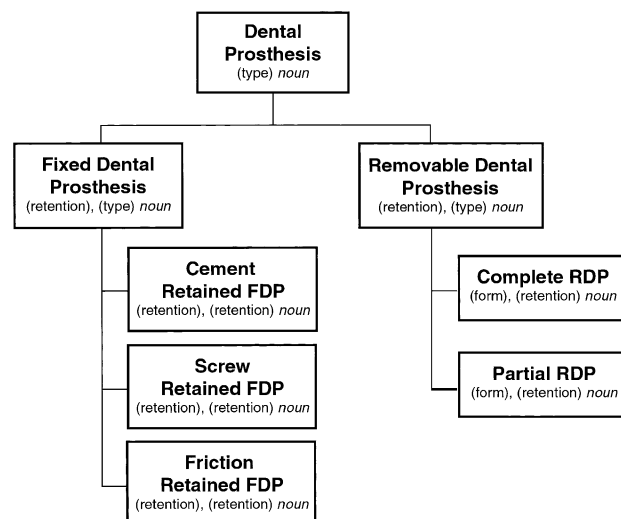 Dental
Prosthesis
(type) noun
Fixed Dental
Prosthesis
(retention), (type) noun
Removable Dental
Prosthesis
(retention), (type) noun
Cement
Retained FDP
(retention), (retention) noun
Complete RDP
(form), (retention) noun
Screw
Retained FDP
(retention), (retention) noun
Partial RDP
(form), (retention) noun
Friction
Retained FDP
(retention), (retention) noun